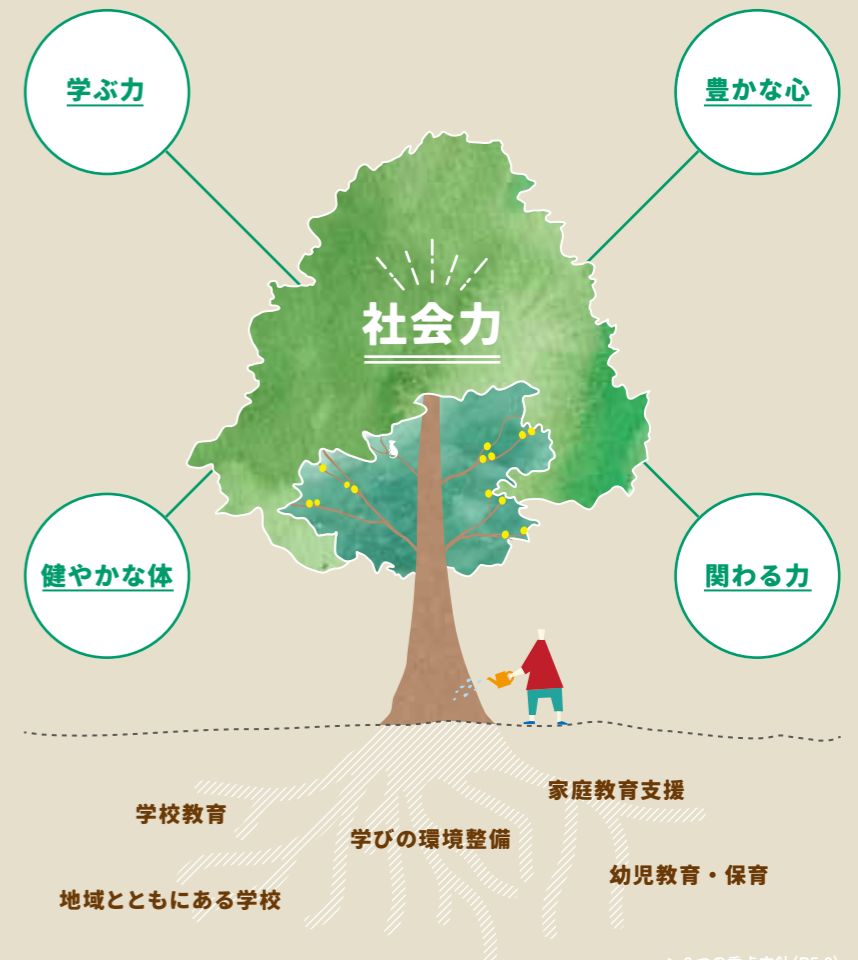 学ぶ力
豊かな心
社会力
健やかな体
関わる力
家庭教育支援
学校教育
学びの環境整備
幼児教育・保育
地域とともにある学校